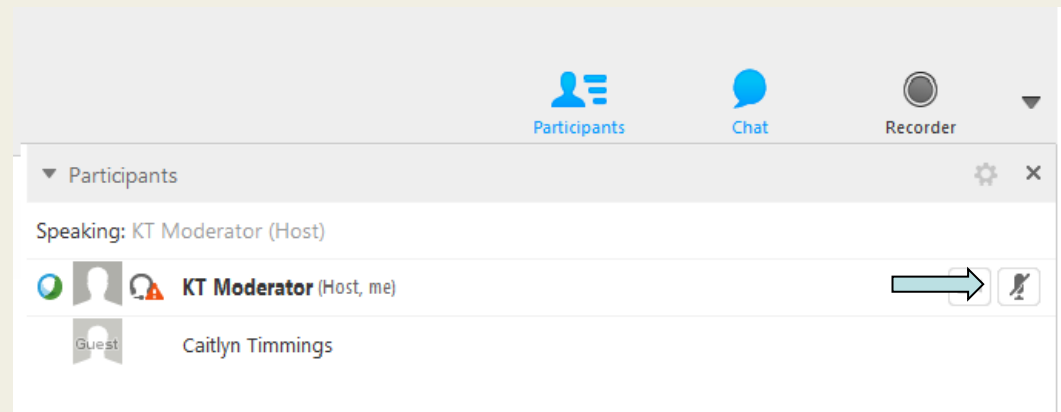 Participants Chat Recorder
Participants
Speaking: KT Moderator (Host)
KT Moderator (Host, me)
Guest Caitlyn Timmings